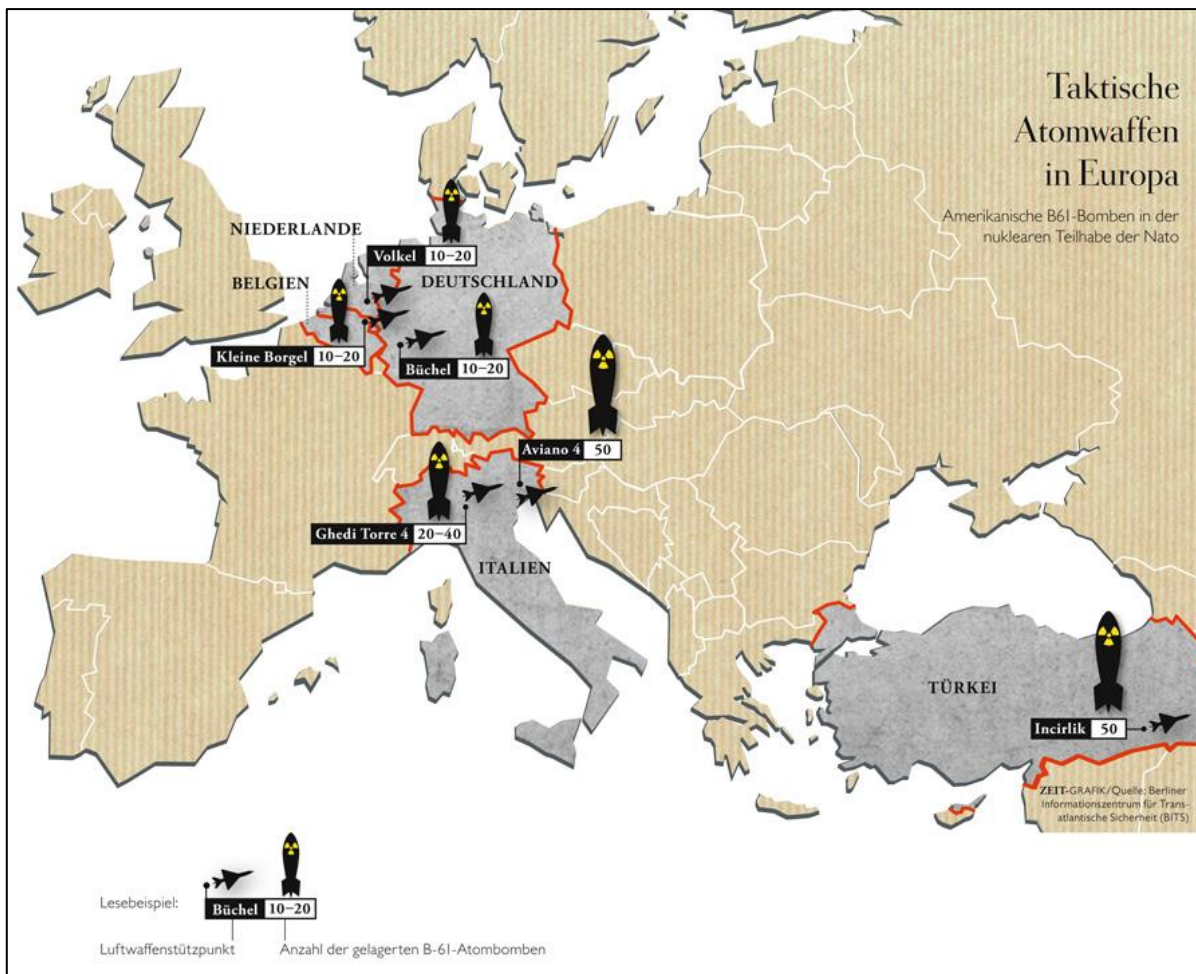 Taktische
Atomwaffen
in Europa
Amerikanische B61-Bomben in der
nuklearen Teilhabe der Nato
NIEDERLANDE
Volkel 10–20
BELGIEN
DEUTSCHLAND
Kleine Borgel 10–20
Büchel 10–20
Aviano 4 50
Ghedi Torre 4 20–40
ITALIEN
TÜRKEI
Incirlik 50
ZEIT-GRAFIK/Quelle: Berliner
Informationszentrum für Trans-
atlantische Sicherheit (BITS)
Lesebeispiel:
Büchel 10–20
Luftwaffenstützpunkt
Anzahl der gelagerten B-61-Atombomben